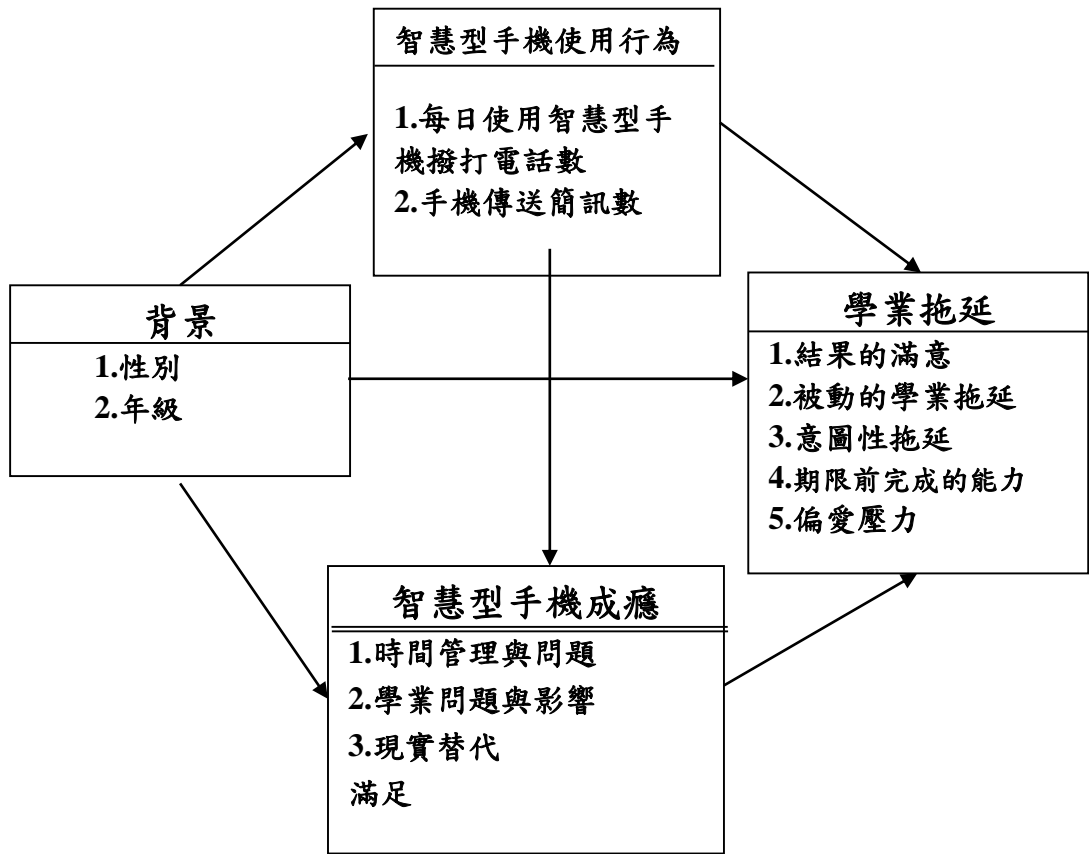 智慧型手機使用行為
1.每日使用智慧型手
機撥打電話數
2.手機傳送簡訊數
背景
1.性別
2.年級
學業拖延
1.結果的滿意
2.被動的學業拖延
3.意圖性拖延
4.期限前完成的能力
5.偏愛壓力
智慧型手機成癮
1.時間管理與問題
2.學業問題與影響
3.現實替代
滿足